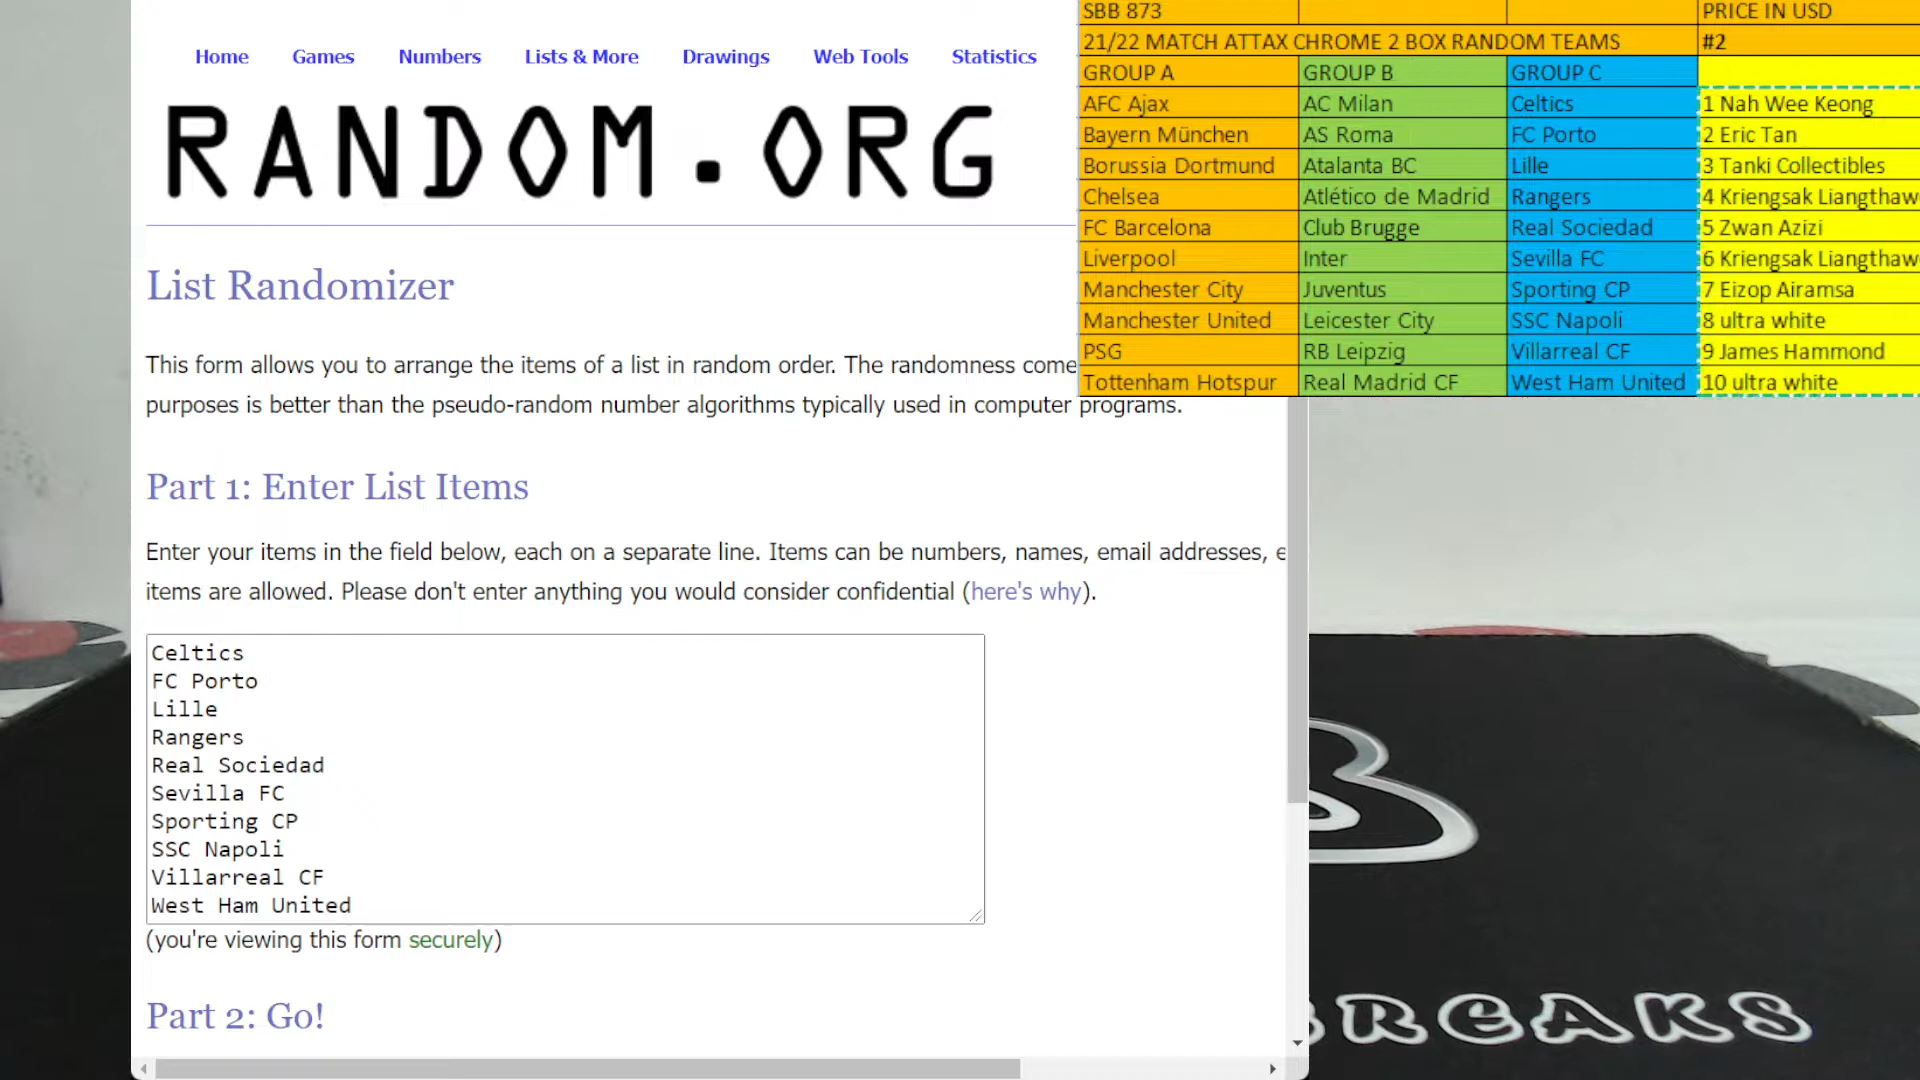 Home Games Numbers Lists & More Drawings Web Tools Statistics
RANDOM.ORG
List Randomizer
This form allows you to arrange the items of a list in random order. The randomness come
purposes is better than the pseudo-random number algorithms typically used in computer programs.
Part 1: Enter List Items
Enter your items in the field below, each on a separate line. Items can be numbers, names, email addresses, e
items are allowed. Please don't enter anything you would consider confidential (here's why).
Celtics
FC Porto
Lille
Rangers
Real Sociedad
Sevilla FC
Sporting CP
SSC Napoli
Villarreal CF
West Ham United
(you're viewing this form securely)
Part 2: Go!
SBB 873 PRICE IN USD
21/22 MATCH ATTAX CHROME 2 BOX RANDOM TEAMS #2
GROUP A GROUP B GROUP C
AFC Ajax AC Milan Celtics 1 Nah Wee Keong
Bayern München AS Roma FC Porto 2 Eric Tan
Borussia Dortmund Atalanta BC Lille 3 Tanki Collectibles
Chelsea Atlético de Madrid Rangers 4 Kriengsak Liangthaw
FC Barcelona Club Brugge Real Sociedad 5 Zwan Azizi
Liverpool Inter Sevilla FC 6 Kriengsak Liangthaw
Manchester City Juventus Sporting CP 7 Eizop Airamsa
Manchester United Leicester City SSC Napoli 8 ultra white
PSG RB Leipzig Villarreal CF 9 James Hammond
Tottenham Hotspur Real Madrid CF West Ham United 10 ultra white
BREAKS